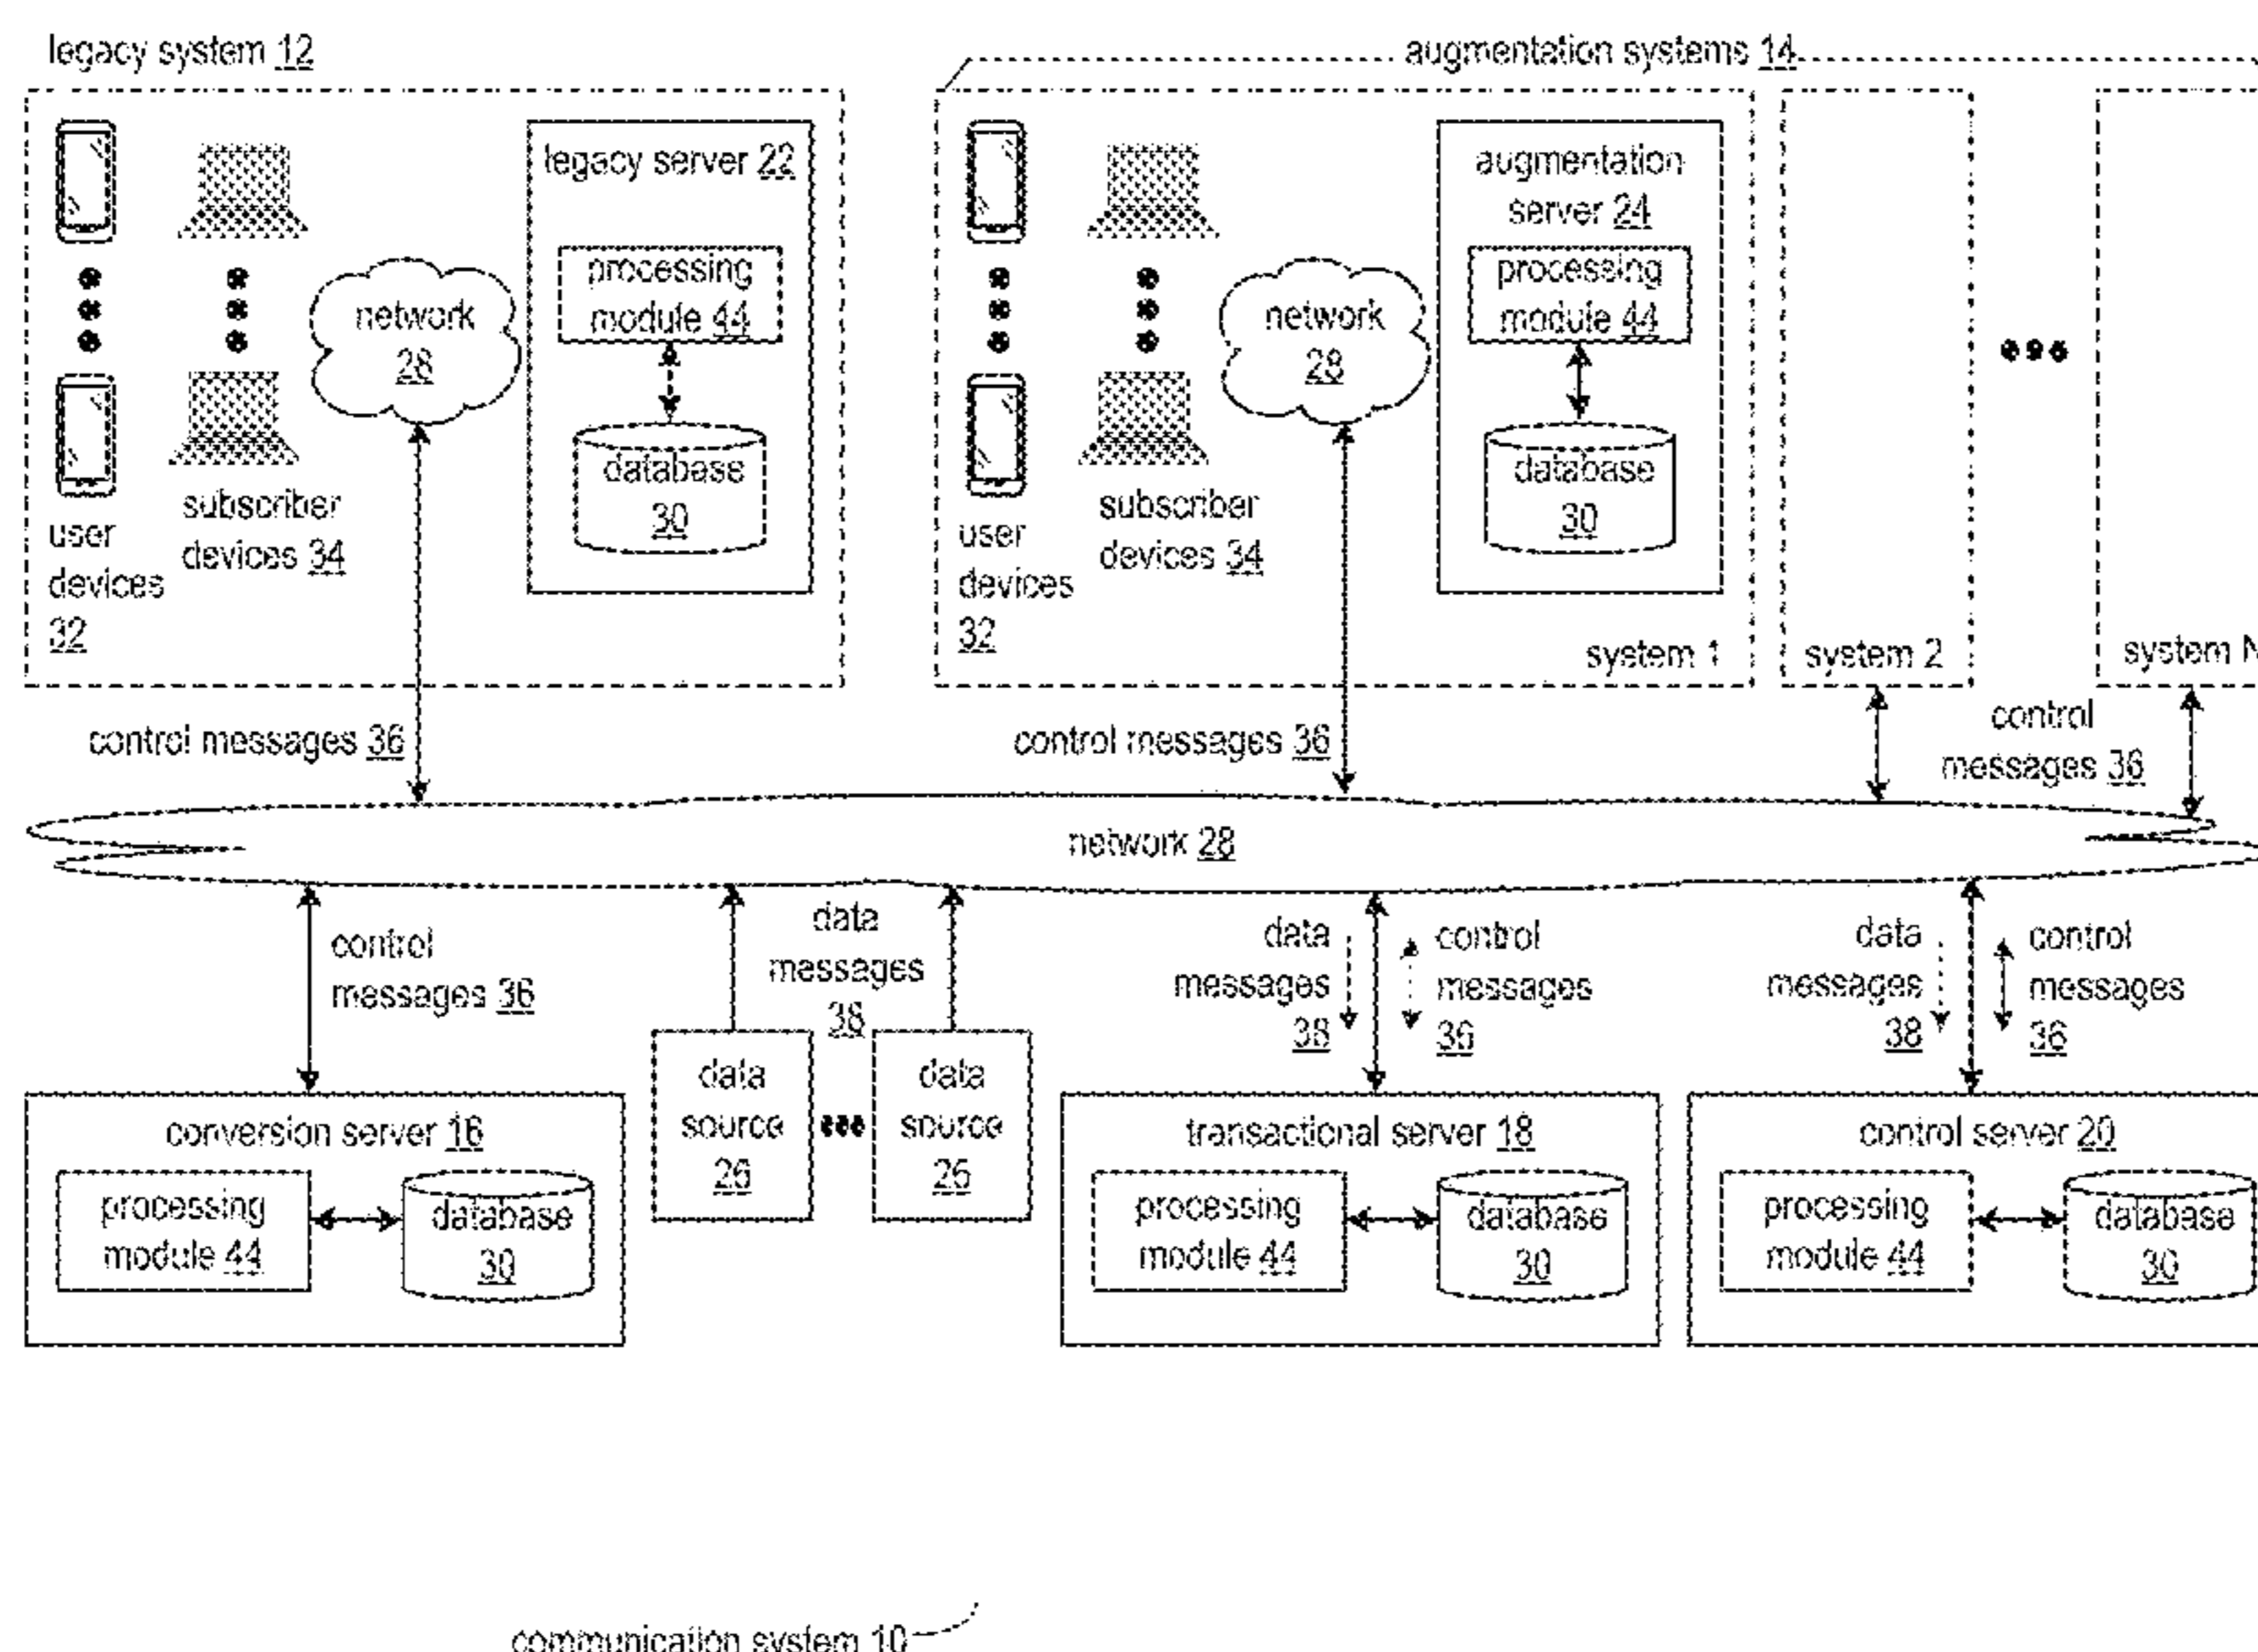 legacy system 12
augmentation systems 14
legacy server 22
processing
module 44
network
28
database
30
user
devices
32
subscriber
devices 34
augmentation
server 24
processing
module 44
network
28
database
30
user
devices
32
subscriber
devices 34
system 1
system 2
system N
control messages 36
control messages 36
control
messages 36
network 28
control
messages 36
data
messages
38
data
messages
38
control
messages
36
data
messages
38
control
messages
36
conversion server 16
processing
module 44
database
30
data
source
26
data
source
26
transactional server 18
processing
module 44
database
30
control server 20
processing
module 44
database
30
communication system 10